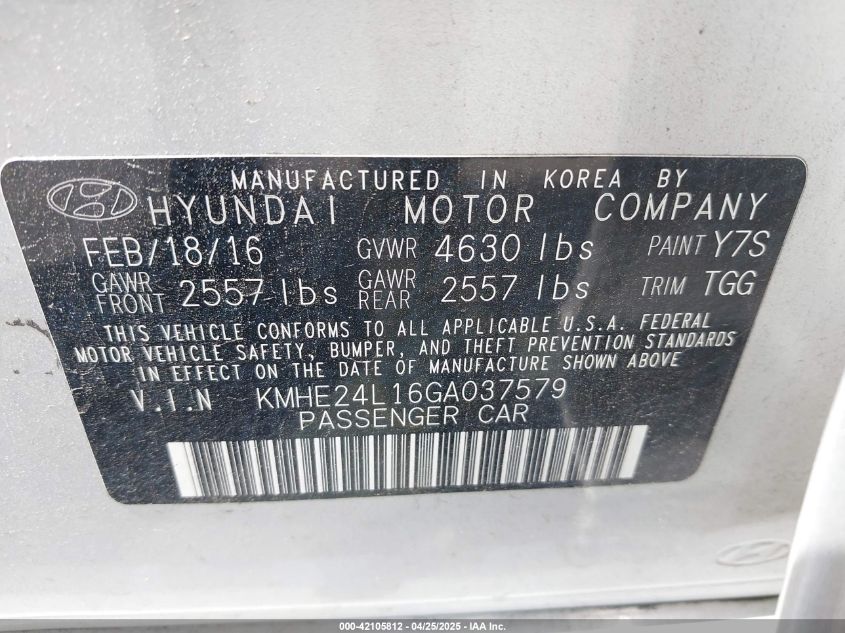 MANUFACTURED IN KOREA BY
HYUNDAI MOTOR COMPANY
FEB/18/16 GVWR 4630 lbs PAINT Y7S
GAWR FRONT 2557 lbs GAWR REAR 2557 lbs TRIM TGG
THIS VEHICLE CONFORMS TO ALL APPLICABLE U.S.A. FEDERAL
MOTOR VEHICLE SAFETY, BUMPER, AND THEFT PREVENTION STANDARDS
IN EFFECT ON THE DATE OF MANUFACTURE SHOWN ABOVE
V.I.N KMHE24L16GA037579
PASSENGER CAR
000-42105812 - 04/25/2025 - IAA Inc.